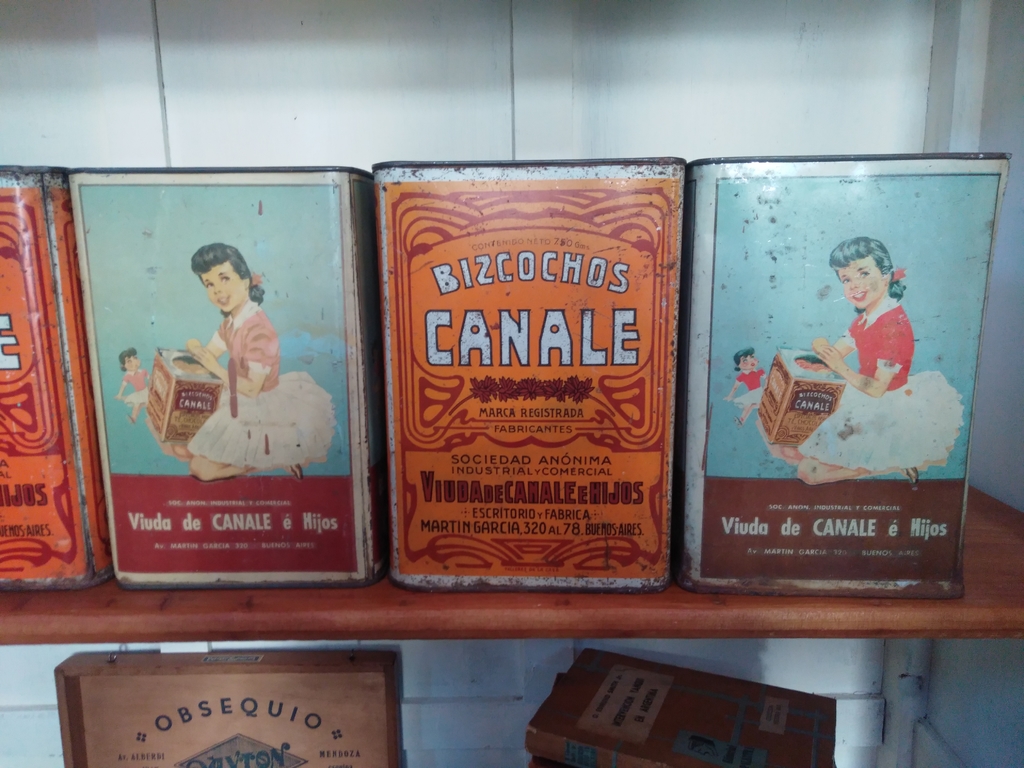 E
HIJOS
BUENOS AIRES.
BIZCOCHOS
CANALE
SOC. ANON. INDUSTRIAL Y COMERCIAL
Viuda de CANALE é Hijos
Av. MARTIN GARCIA 320 BUENOS AIRES
CONTENIDO NETO 750 Grs.
BIZCOCHOS
CANALE
MARCA REGISTRADA
FABRICANTES
SOCIEDAD ANÓNIMA
INDUSTRIAL Y COMERCIAL
VIUDA DE CANALE E HIJOS
ESCRITORIO Y FABRICA
MARTIN GARCIA, 320 AL 78. BUENOS AIRES.
BIZCOCHOS
CANALE
SOC. ANON. INDUSTRIAL Y COMERCIAL
Viuda de CANALE é Hijos
Av. MARTIN GARCIA 320 BUENOS AIRES
OBSEQUIO
Av. ALBERDI
MENDOZA